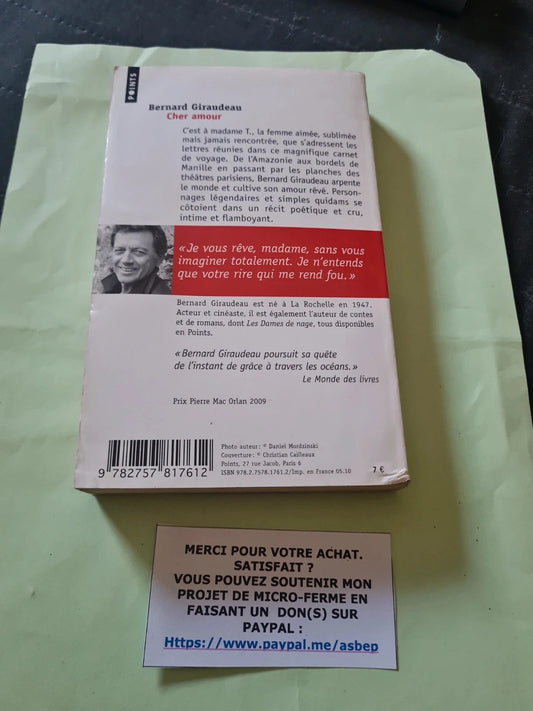 POINTS
Bernard Giraudeau
Cher amour
C'est à madame T., la femme aimée, sublimée
mais jamais rencontrée, que s'adressent les
lettres réunies dans ce magnifique carnet
de voyage. De l'Amazonie aux bordels de
Manille en passant par les planches des
théâtres parisiens, Bernard Giraudeau arpente
le monde et cultive son amour rêvé. Person-
nages légendaires et simples quidams se
côtoient dans un récit poétique et cru,
intime et flamboyant.
« Je vous rêve, madame, sans vous
imaginer totalement. Je n'entends
que votre rire qui me rend fou. »
Bernard Giraudeau est né à La Rochelle en 1947.
Acteur et cinéaste, il est également l'auteur de contes
et de romans, dont Les Dames de nage, tous disponibles
en Points.
« Bernard Giraudeau poursuit sa quête
de l'instant de grâce à travers les océans. »
Le Monde des livres
Prix Pierre Mac Orlan 2009
9 782757 817612
Photo auteur : © Daniel Mordzinski
Couverture : © Christian Cailleaux
Points, 27 rue Jacob, Paris 6
ISBN 978.2.7578.1761.2/Imp. en France 05.10
7 €
MERCI POUR VOTRE ACHAT.
SATISFAIT ?
VOUS POUVEZ SOUTENIR MON
PROJET DE MICRO-FERME EN
FAISANT UN DON(S) SUR
PAYPAL :
Https://www.paypal.me/asbep